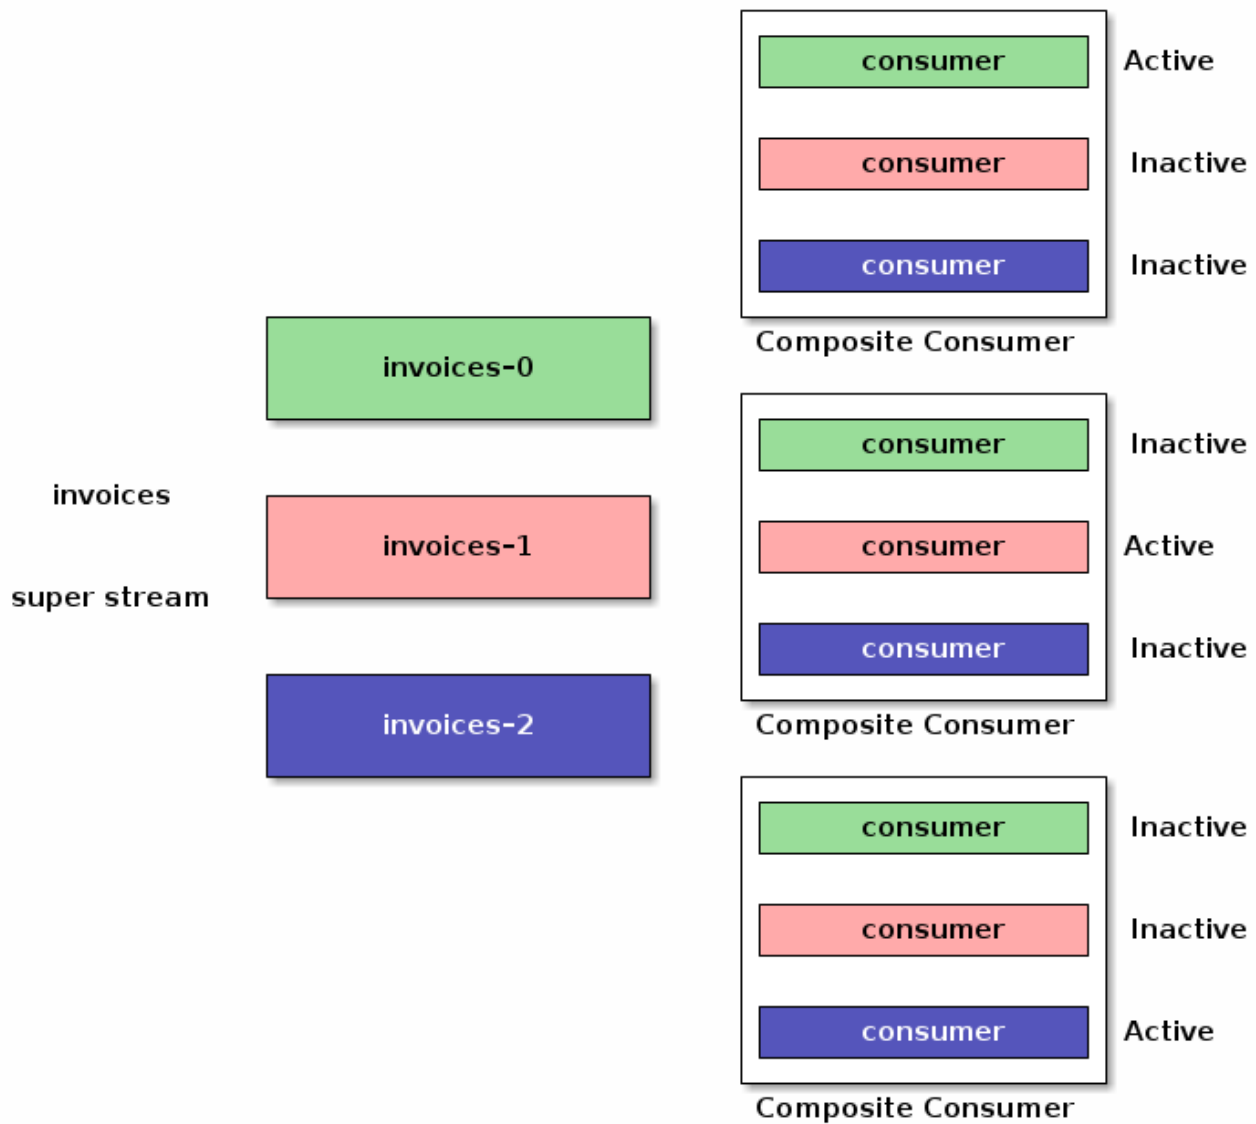 invoices
super stream
invoices-0
invoices-1
invoices-2
consumer Active
consumer Inactive
consumer Inactive
Composite Consumer
consumer Inactive
consumer Active
consumer Inactive
Composite Consumer
consumer Inactive
consumer Inactive
consumer Active
Composite Consumer